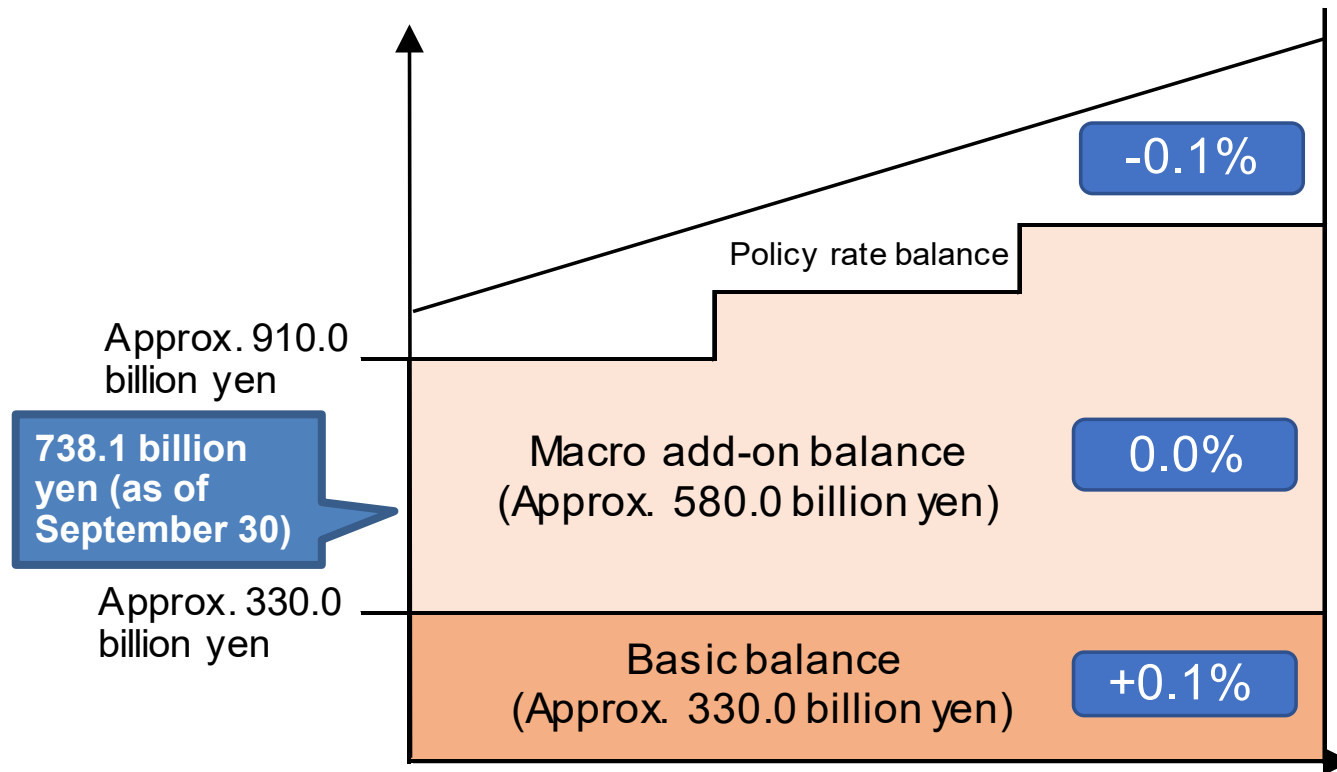 -0.1%
Policy rate balance
Approx. 910.0
billion yen
738.1 billion
yen (as of
September 30)
Macro add-on balance
(Approx. 580.0 billion yen)
0.0%
Approx. 330.0
billion yen
Basic balance
(Approx. 330.0 billion yen)
+0.1%